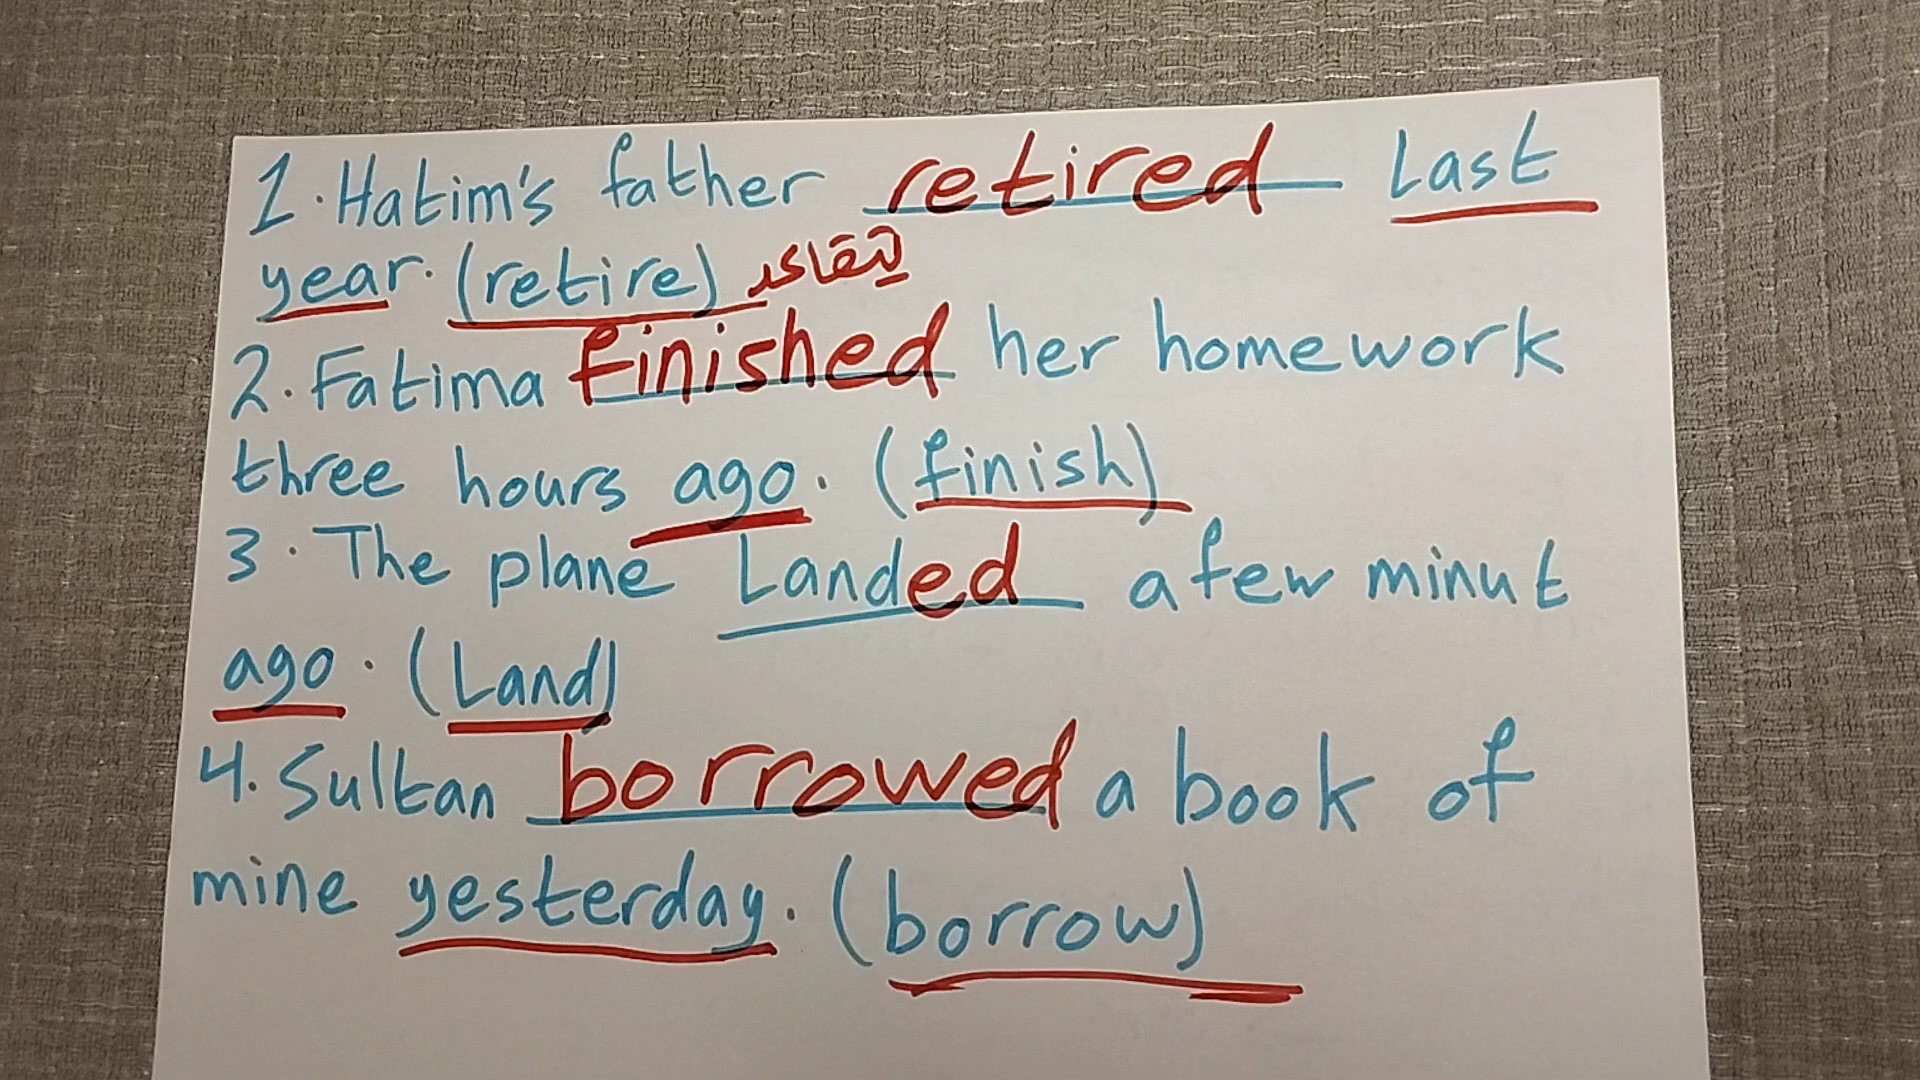 1. Hatim's father retired Last
year. (retire) يتقاعد
2. Fatima finished her homework
three hours ago. (finish)
3. The plane Landed a few minut
ago. (Land)
4. Sultan borrowed a book of
mine yesterday. (borrow)